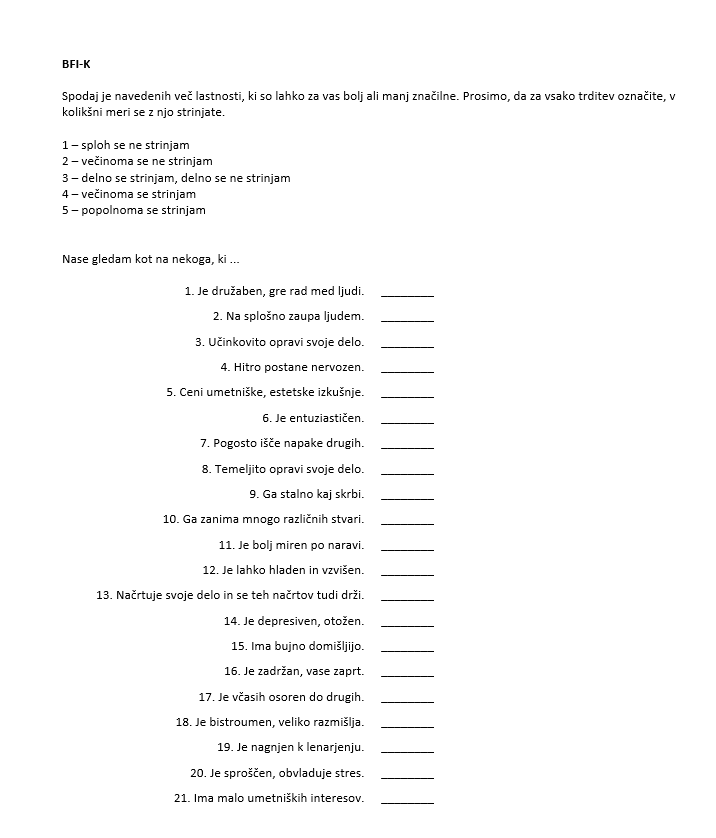 BFI-K
Spodaj je navedenih več lastnosti, ki so lahko za vas bolj ali manj značilne. Prosimo, da za vsako trditev označite, v
kolikšni meri se z njo strinjate.
1 – sploh se ne strinjam
2 – večinoma se ne strinjam
3 – delno se strinjam, delno se ne strinjam
4 – večinoma se strinjam
5 – popolnoma se strinjam
Nase gledam kot na nekoga, ki ...
1. Je družaben, gre rad med ljudi. ________
2. Na splošno zaupa ljudem. ________
3. Učinkovito opravi svoje delo. ________
4. Hitro postane nervozen. ________
5. Ceni umetniške, estetske izkušnje. ________
6. Je entuziastičen. ________
7. Pogosto išče napake drugih. ________
8. Temeljito opravi svoje delo. ________
9. Ga stalno kaj skrbi. ________
10. Ga zanima mnogo različnih stvari. ________
11. Je bolj miren po naravi. ________
12. Je lahko hladen in vzvišen. ________
13. Načrtuje svoje delo in se teh načrtov tudi drži. ________
14. Je depresiven, otožen. ________
15. Ima bujno domišljijo. ________
16. Je zadržan, vase zaprt. ________
17. Je včasih osoren do drugih. ________
18. Je bistroumen, veliko razmišlja. ________
19. Je nagnjen k lenarjenju. ________
20. Je sproščen, obvladuje stres. ________
21. Ima malo umetniških interesov. ________